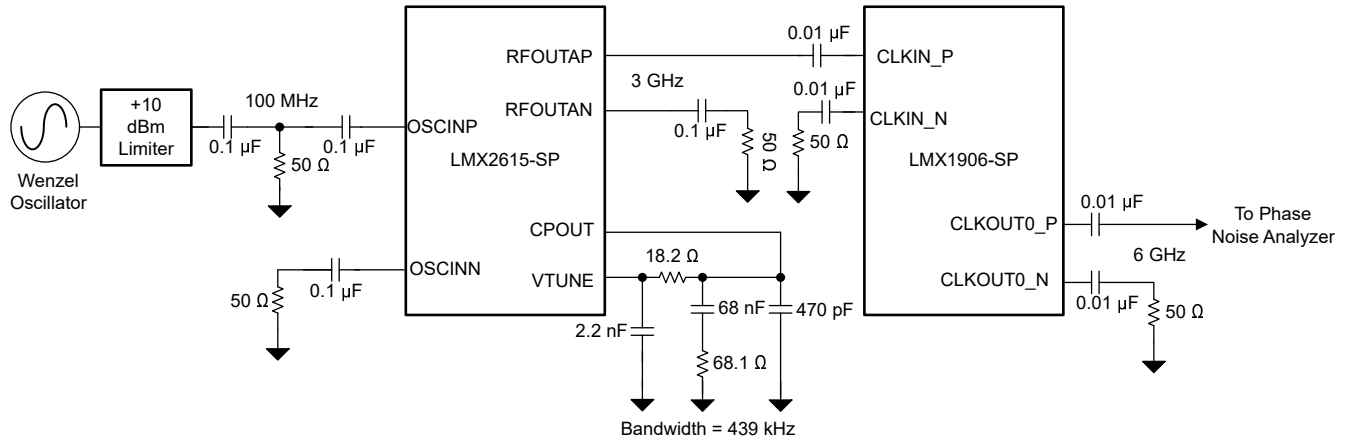 +10
dBm
Limiter
Wenzel
Oscillator
100 MHz
0.1 µF
0.1 µF
50 Ω
50 Ω
0.1 µF
OSCINP
OSCINN
LMX2615-SP
RFOUTAP
RFOUTAN
CPOUT
VTUNE
3 GHz
0.1 µF
50 Ω
18.2 Ω
2.2 nF
68 nF
470 pF
68.1 Ω
Bandwidth = 439 kHz
0.01 µF
0.01 µF
50 Ω
CLKIN_P
CLKIN_N
LMX1906-SP
CLKOUT0_P
CLKOUT0_N
0.01 µF
6 GHz
0.01 µF
50 Ω
To Phase
Noise Analyzer